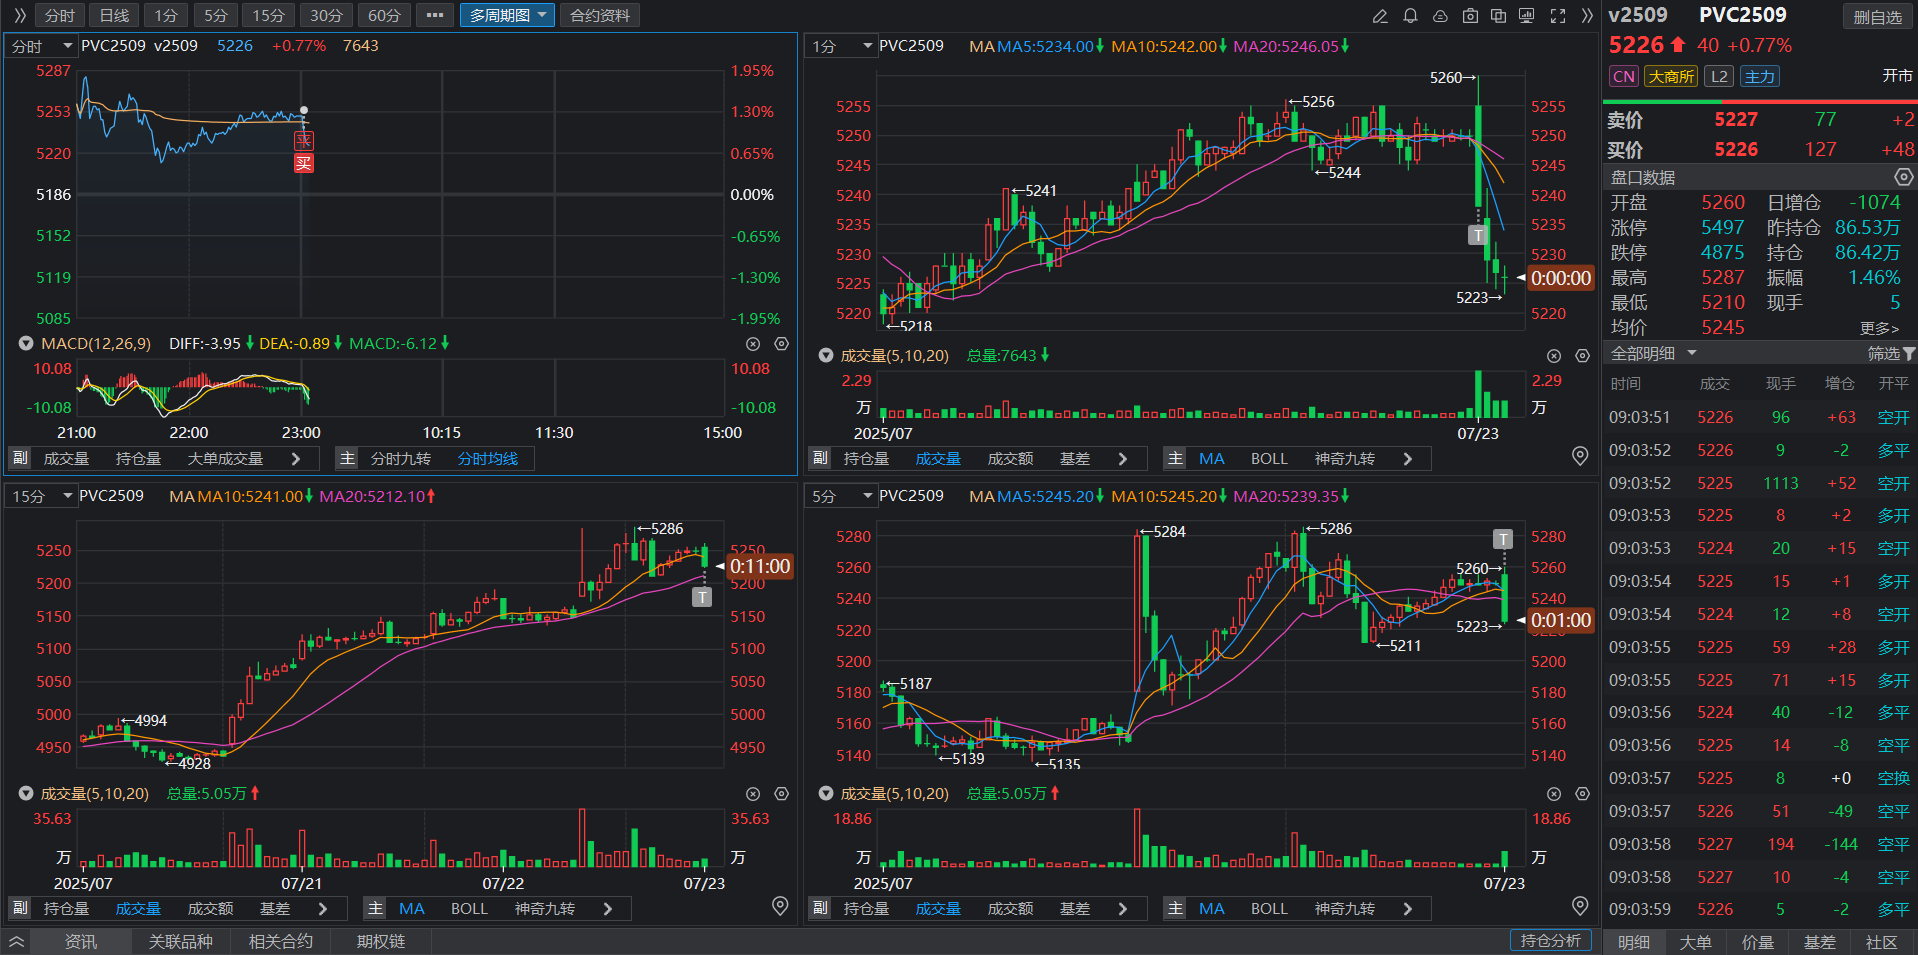 分时 日线 1分 5分 15分 30分 60分 多周期图 合约资料
v2509 PVC2509 删自选
5226 40 +0.77%
CN 大商所 L2 主力 开市
卖价 5227 77 +2
买价 5226 127 +48
盘口数据
开盘 5260 日增仓 -1074
涨停 5497 昨持仓 86.53万
跌停 4875 持仓 86.42万
最高 5287 振幅 1.46%
最低 5210 现手 5
均价 5245 更多>
全部明细 筛选
时间 成交 现手 增仓 开平
09:03:51 5226 96 +63 空开
09:03:52 5226 9 -2 多平
09:03:52 5225 1113 +52 空开
09:03:53 5225 8 +2 多开
09:03:53 5224 20 +15 空开
09:03:54 5225 15 +1 多开
09:03:54 5224 12 +8 空开
09:03:55 5225 59 +28 多开
09:03:55 5225 71 +15 多开
09:03:56 5224 40 -12 多平
09:03:56 5225 14 -8 空平
09:03:57 5225 8 +0 空换
09:03:57 5226 51 -49 空平
09:03:58 5227 194 -144 空平
09:03:58 5227 10 -4 空平
09:03:59 5226 5 -2 多平
明细 大单 价量 基差 社区
分时 PVC2509 v2509 5226 +0.77% 7643
5287 1.95%
5253 1.30%
5220 0.65%
5186 0.00%
5152 -0.65%
5119 -1.30%
5085 -1.95%
买
MACD(12,26,9) DIFF:-3.95 DEA:-0.89 MACD:-6.12
10.08 10.08
-10.08 -10.08
21:00 22:00 23:00 10:15 11:30 15:00
副 成交量 持仓量 大单成交量 主 分时九转 分时均线
1分 PVC2509 MA MA5:5234.00 MA10:5242.00 MA20:5246.05
5260→
5255 ←5256 5255
5250 5250
5245 ←5244 5245
5240 ←5241 5240
5235 5235
T
5230 5230
5225 0:00:00
5223→
5220 5220
←5218
成交量(5,10,20) 总量:7643
2.29 2.29
万 万
2025/07 07/23
副 持仓量 成交量 成交额 基差 主 MA BOLL 神奇九转
15分 PVC2509 MA MA10:5241.00 MA20:5212.10
←5286
5250 5250
0:11:00
5200 5200
T
5150 5150
5100 5100
5050 5050
5000 ←4994 5000
4950 4950
←4928
成交量(5,10,20) 总量:5.05万
35.63 35.63
万 万
2025/07 07/21 07/22 07/23
副 持仓量 成交量 成交额 基差 主 MA BOLL 神奇九转
5分 PVC2509 MA MA5:5245.20 MA10:5245.20 MA20:5239.35
5280 ←5284 ←5286 T 5280
5260 5260→ 5260
5240 5240
5220 5223→ 0:01:00
←5211
5200 5200
5180 ←5187 5180
5160 5160
5140 ←5139 ←5135 5140
成交量(5,10,20) 总量:5.05万
18.86 18.86
万 万
2025/07 07/23
副 持仓量 成交量 成交额 基差 主 MA BOLL 神奇九转
资讯 关联品种 相关合约 期权链 持仓分析